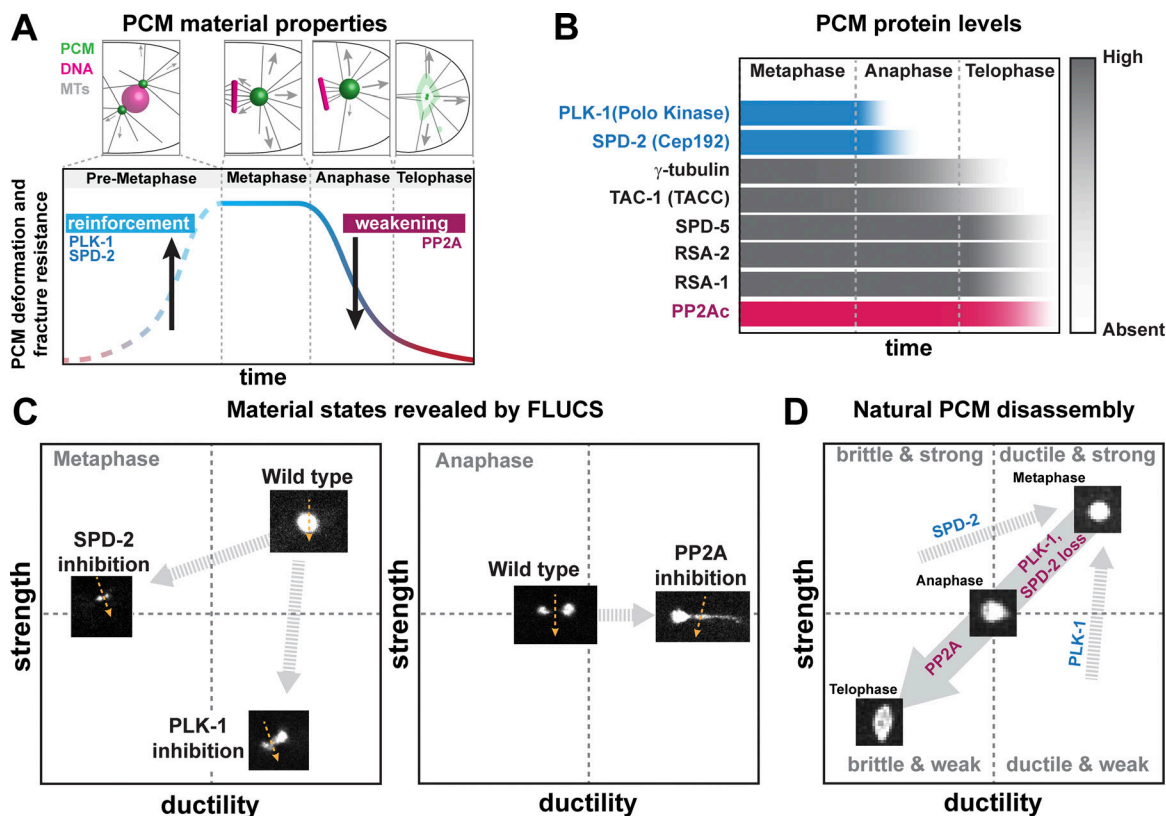 A
PCM material properties
PCM
DNA
MTs
Pre-Metaphase
Metaphase
Anaphase
Telophase
reinforcement
PLK-1
SPD-2
weakening
PP2A
PCM deformation and
fracture resistance
time
B
PCM protein levels
Metaphase
Anaphase
Telophase
High
PLK-1(Polo Kinase)
SPD-2 (Cep192)
γ-tubulin
TAC-1 (TACC)
SPD-5
RSA-2
RSA-1
PP2Ac
Absent
time
C
Material states revealed by FLUCS
Metaphase
Wild type
SPD-2
inhibition
PLK-1
inhibition
strength
ductility
Anaphase
Wild type
PP2A
inhibition
strength
ductility
D
Natural PCM disassembly
brittle & strong
ductile & strong
Metaphase
SPD-2
PLK-1,
SPD-2 loss
Anaphase
PLK-1
PP2A
Telophase
brittle & weak
ductile & weak
strength
ductility